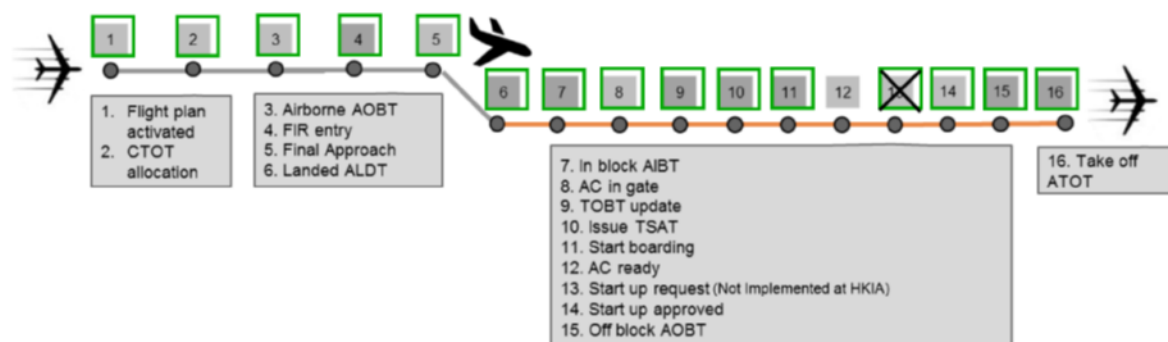 1 2 3 4 5
6 7 8 9 10 11 12 13 14 15 16
1. Flight plan
activated
2. CTOT
allocation
3. Airborne AOBT
4. FIR entry
5. Final Approach
6. Landed ALDT
7. In block AIBT
8. AC in gate
9. TOBT update
10. Issue TSAT
11. Start boarding
12. AC ready
13. Start up request (Not Implemented at HKIA)
14. Start up approved
15. Off block AOBT
16. Take off
ATOT